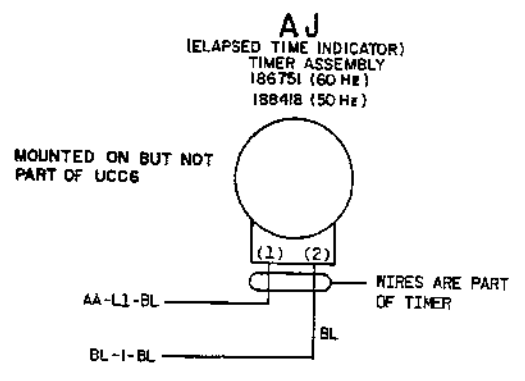 AJ
(ELAPSED TIME INDICATOR)
TIMER ASSEMBLY
186751 (60 Hz)
188418 (50 Hz)
MOUNTED ON BUT NOT
PART OF UCC6
(1) (2)
WIRES ARE PART
OF TIMER
AA-L1-BL
BL
BL-1-BL